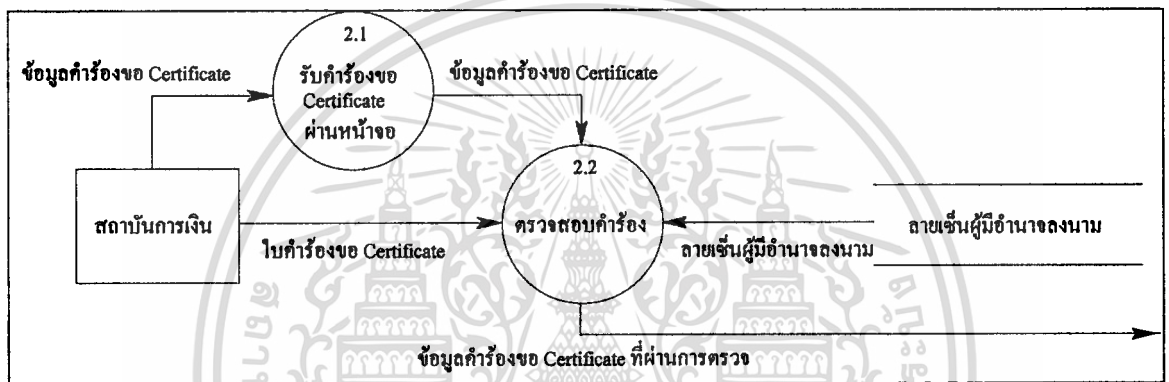 2.1
ข้อมูลคำร้องขอ Certificate
รับคำร้องขอ
Certificate
ผ่านหน้าจอ
ข้อมูลคำร้องขอ Certificate
2.2
ตรวจสอบคำร้อง
สถาบันการเงิน
ใบคำร้องขอ Certificate
ลายเซ็นผู้มีอำนาจลงนาม
ลายเซ็นผู้มีอำนาจลงนาม
ข้อมูลคำร้องขอ Certificate ที่ผ่านการตรวจ